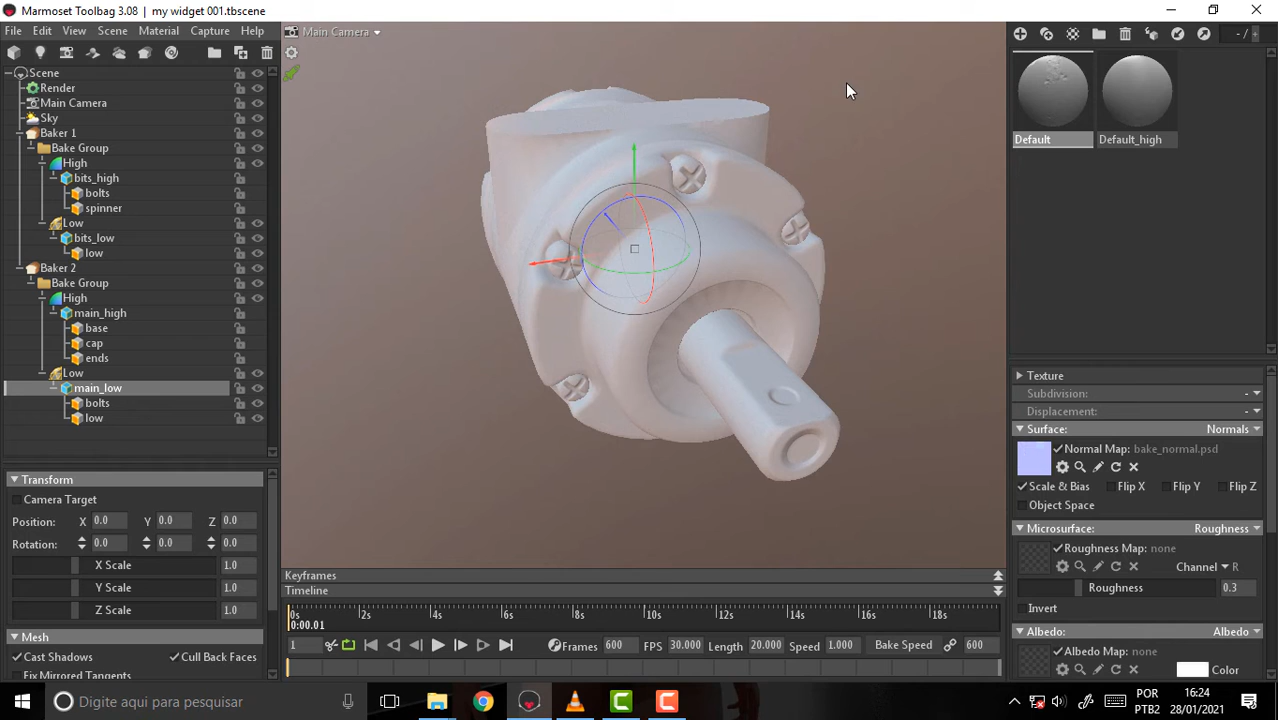 Marmoset Toolbag 3.08 | my widget 001.tbscene
File Edit View Scene Material Capture Help
Main Camera
- /
Scene
Render
Main Camera
Sky
Baker 1
Bake Group
High
bits_high
bolts
spinner
Low
bits_low
low
Baker 2
Bake Group
High
main_high
base
cap
ends
Low
main_low
bolts
low
Transform
Camera Target
Position: X 0.0 Y 0.0 Z 0.0
Rotation: 0.0 0.0 0.0
X Scale 1.0
Y Scale 1.0
Z Scale 1.0
Mesh
Cast Shadows Cull Back Faces
Fix Mirrored Tangents
Keyframes
Timeline
0s 2s 4s 6s 8s 10s 12s 14s 16s 18s
0:00.01
1 Frames 600 FPS 30.000 Length 20.000 Speed 1.000 Bake Speed 600
Default Default_high
Texture
Subdivision: -
Displacement: -
Surface: Normals
Normal Map: bake_normal.psd
Scale & Bias Flip X Flip Y Flip Z
Object Space
Microsurface: Roughness
Roughness Map: none
Channel R
Roughness 0.3
Invert
Albedo: Albedo
Albedo Map: none
Color
Digite aqui para pesquisar
POR
PTB2
16:24
28/01/2021